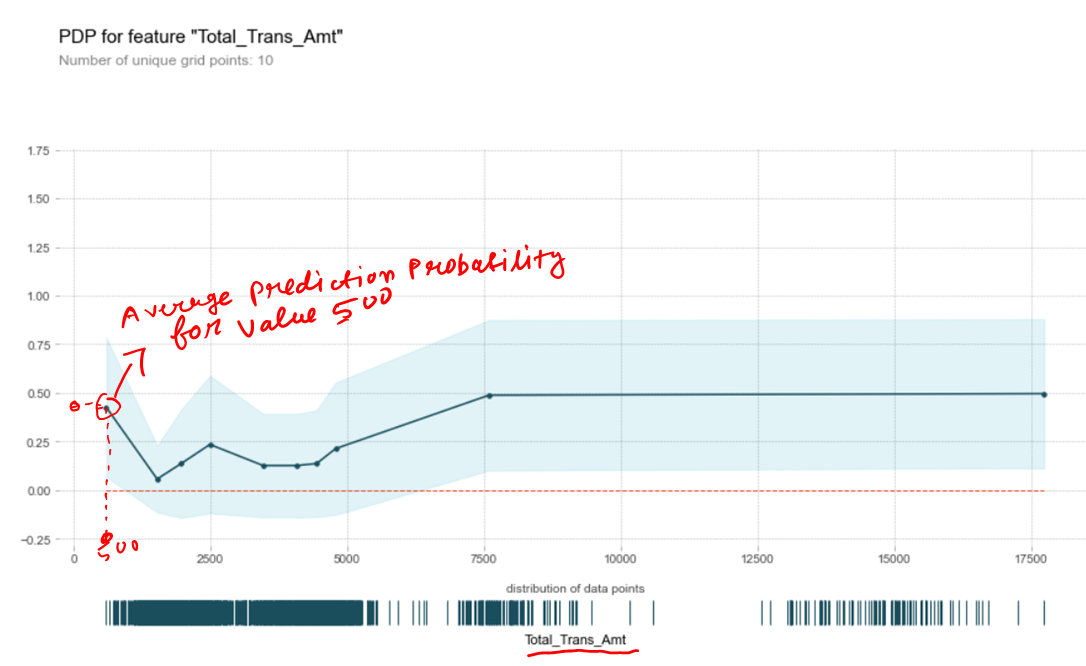 PDP for feature "Total_Trans_Amt"
Number of unique grid points: 10
1.75
1.50
1.25
1.00
0.75
0.50
0.25
0.00
−0.25
Average prediction probability
for value 500
500
0 2500 5000 7500 10000 12500 15000 17500
distribution of data points
Total_Trans_Amt